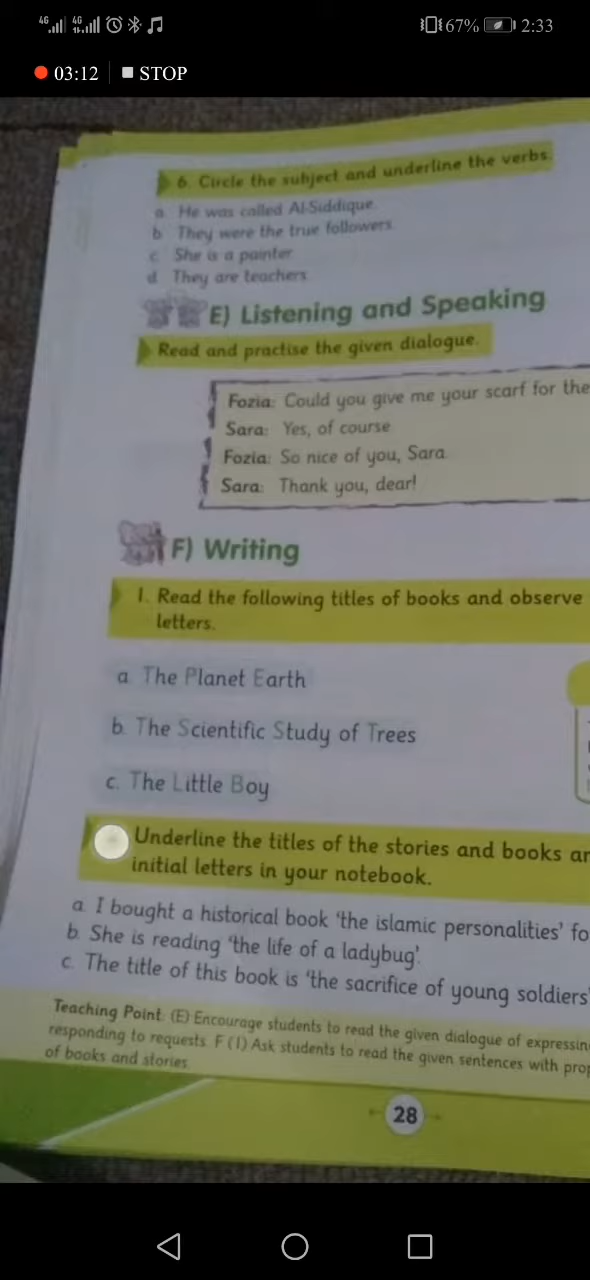 4G 4G 67% 2:33
03:12 STOP
6. Circle the subject and underline the verbs.
a. He was called Al-Siddique.
b. They were the true followers.
c. She is a painter.
d. They are teachers.
E) Listening and Speaking
Read and practise the given dialogue.
Fozia: Could you give me your scarf for the
Sara: Yes, of course.
Fozia: So nice of you, Sara.
Sara: Thank you, dear!
F) Writing
1. Read the following titles of books and observe
letters.
a. The Planet Earth
b. The Scientific Study of Trees
c. The Little Boy
Underline the titles of the stories and books
initial letters in your notebook.
a. I bought a historical book ‘the islamic personalities’ fo
b. She is reading ‘the life of a ladybug’.
c. The title of this book is ‘the sacrifice of young soldiers’
Teaching Point: (E) Encourage students to read the given dialogue of
responding to requests. F (1) Ask students to read the given sentences with
of books and stories.
28